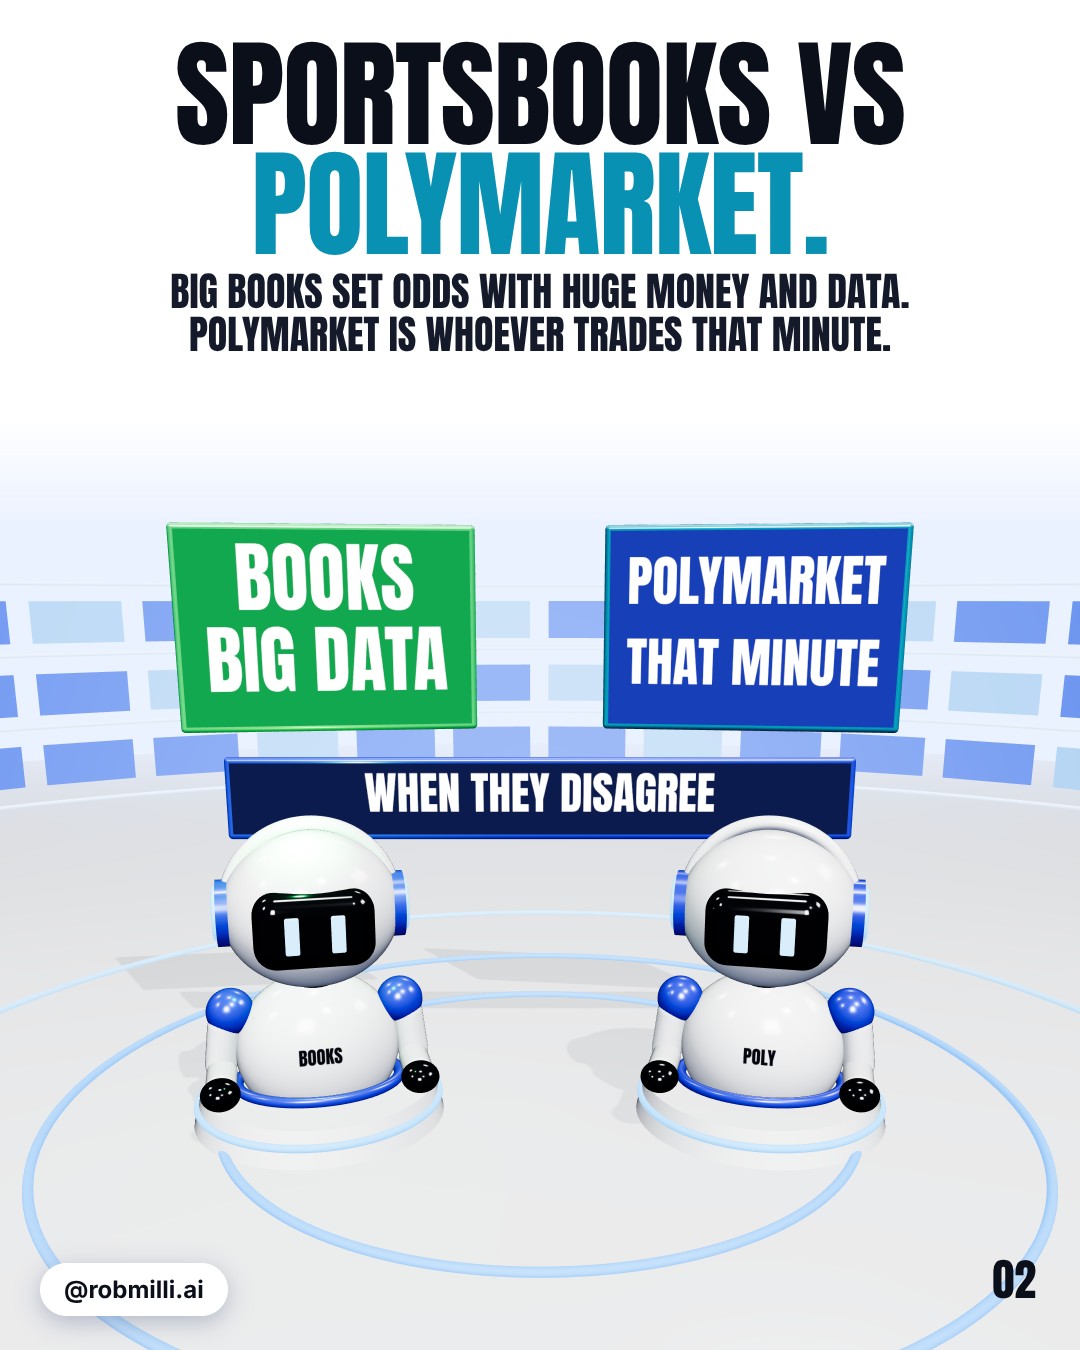 SPORTSBOOKS VS
POLYMARKET.
BIG BOOKS SET ODDS WITH HUGE MONEY AND DATA.
POLYMARKET IS WHOEVER TRADES THAT MINUTE.
BOOKS
BIG DATA
POLYMARKET
THAT MINUTE
WHEN THEY DISAGREE
BOOKS
POLY
@robmilli.ai
02